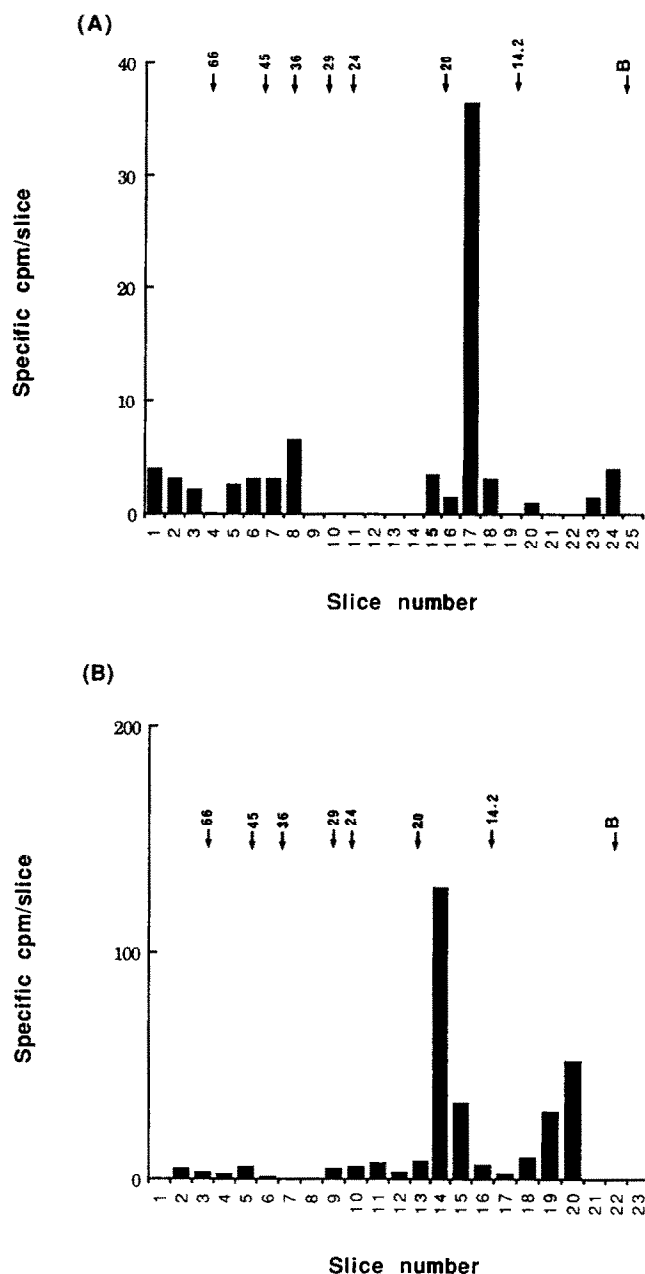 (A)
66 45 36 29 24 20 14.2 B
40
30
20
10
0
Specific cpm/slice
1 2 3 4 5 6 7 8 9 10 11 12 13 14 15 16 17 18 19 20 21 22 23 24 25
Slice number
(B)
200
100
0
66 45 36 29 24 20 14.2 B
Specific cpm/slice
1 2 3 4 5 6 7 8 9 10 11 12 13 14 15 16 17 18 19 20 21 22 23
Slice number